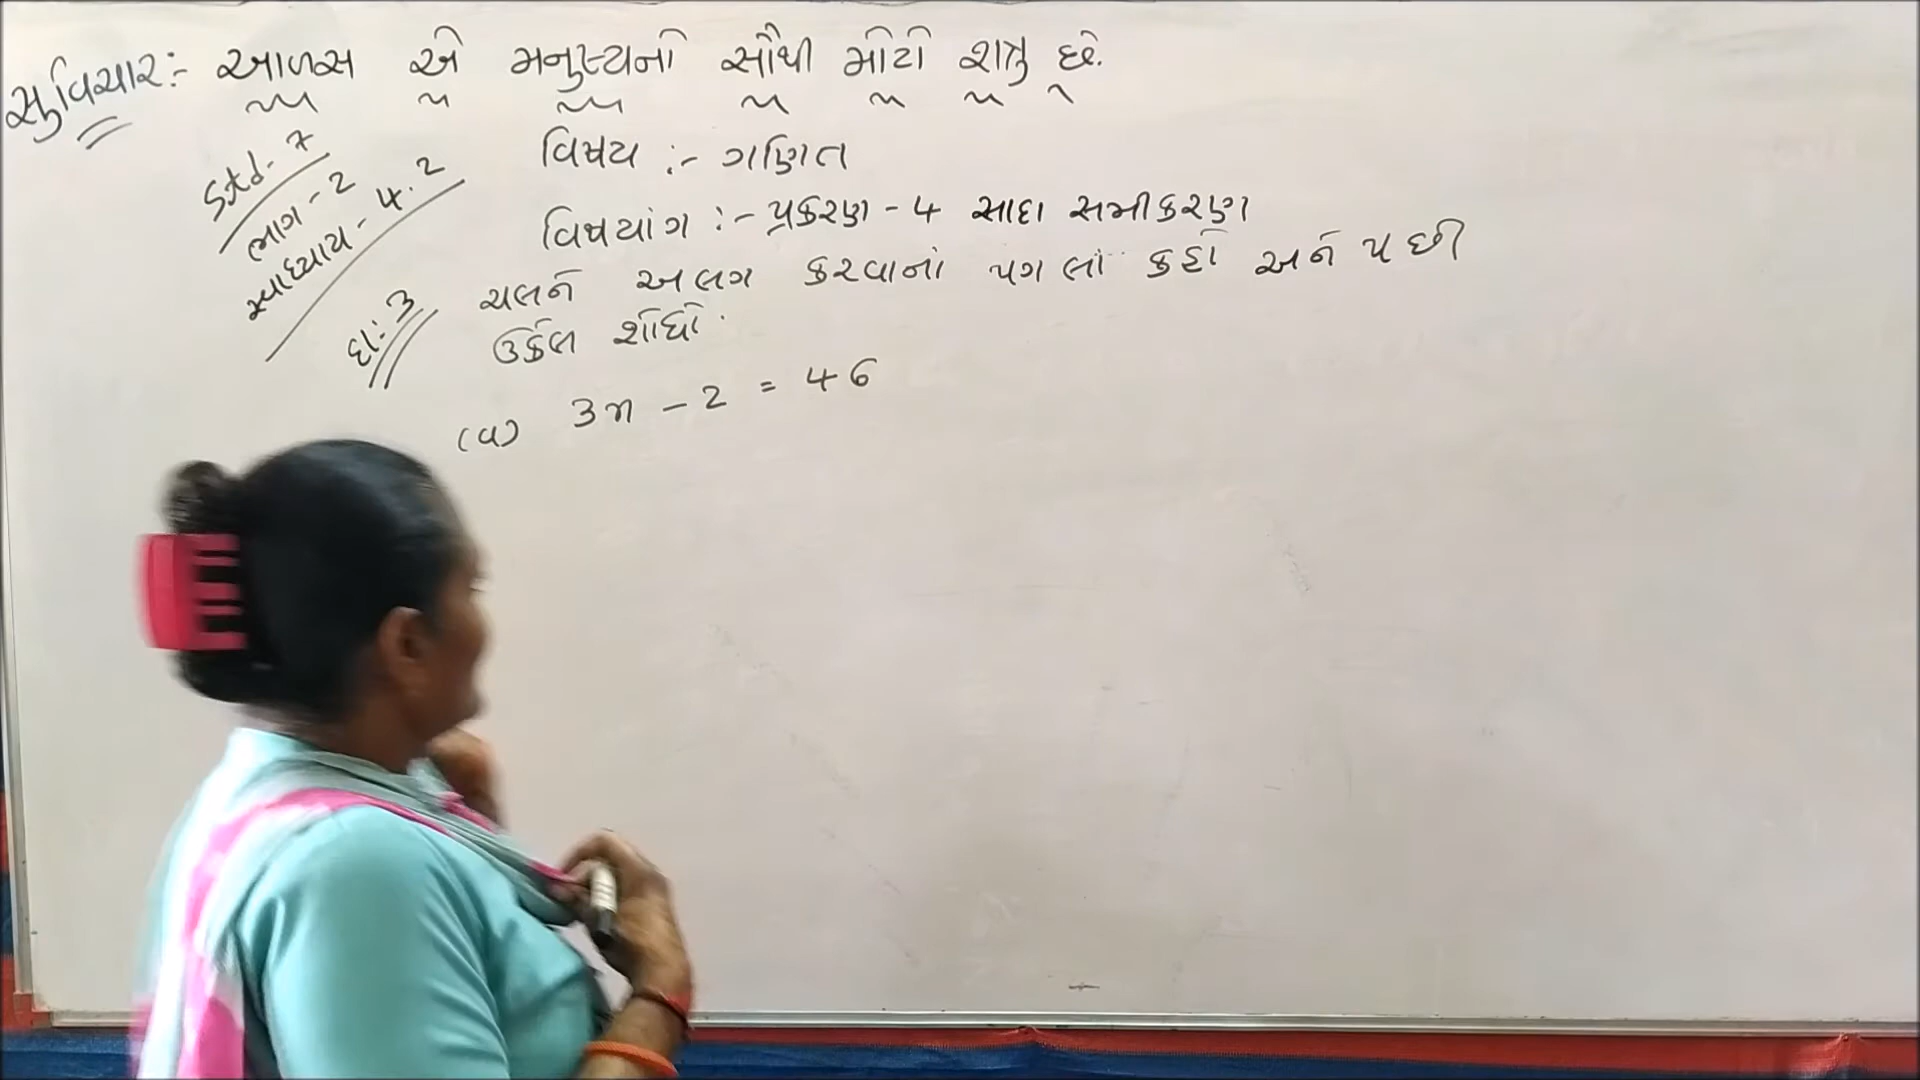 સુવિચાર:- આળસ એ મનુષ્યનો સૌથી મોટો શત્રુ છે.
Std- 7
ભાગ - 2
સ્વાધ્યાય - 4.2
વિષય :- ગણિત
વિષયાંગ :- પ્રકરણ - 4 સાદા સમીકરણ
દા: 3 ચલને અલગ કરવાનાં પગલાં કહો અને પછી
ઉકેલ શોધો.
(a) 3n - 2 = 46